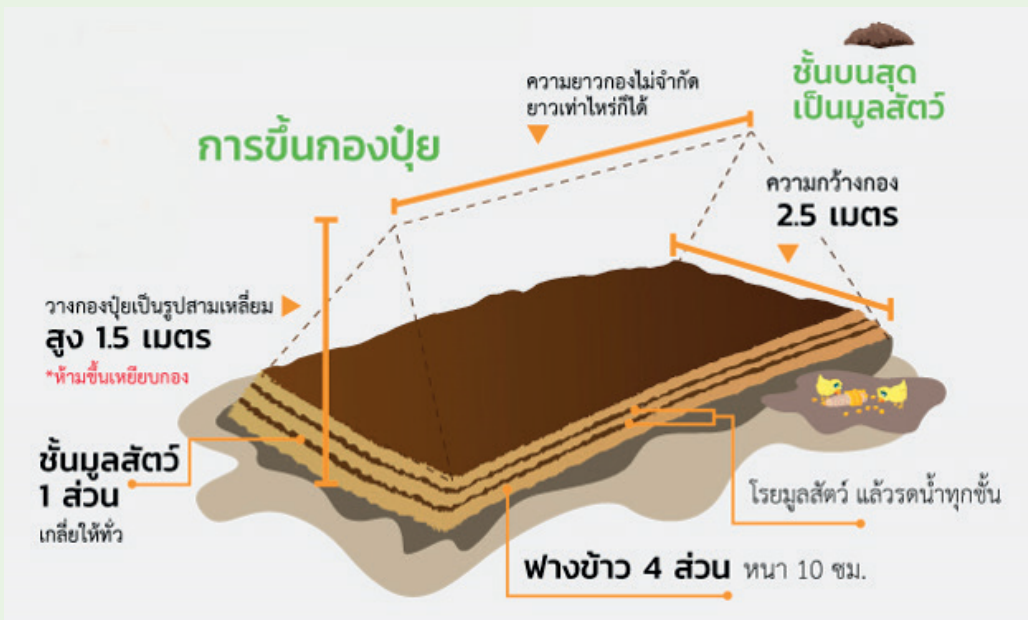 การขึ้นกองปุ๋ย
ความยาวกองไม่จำกัด
ยาวเท่าไหร่ก็ได้
ชั้นบนสุด
เป็นมูลสัตว์
ความกว้างกอง
2.5 เมตร
วางกองปุ๋ยเป็นรูปสามเหลี่ยม
สูง 1.5 เมตร
*ห้ามขึ้นเหยียบกอง
ชั้นมูลสัตว์
1 ส่วน
เกลี่ยให้ทั่ว
โรยมูลสัตว์ แล้วรดน้ำทุกชั้น
ฟางข้าว 4 ส่วน หนา 10 ซม.